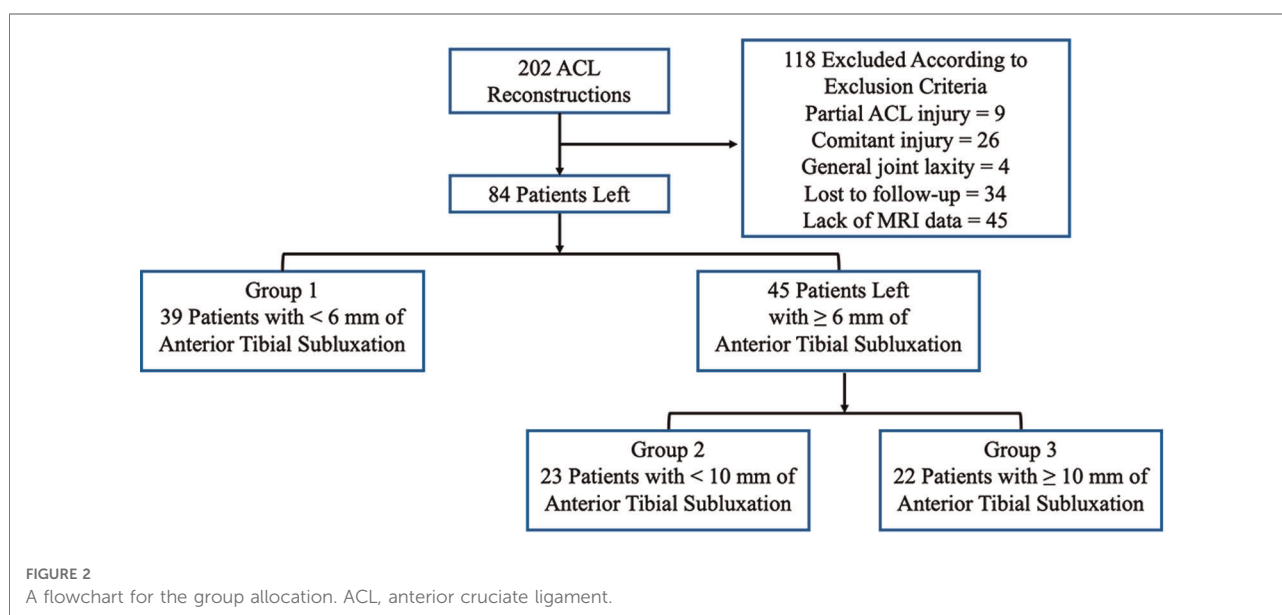 202 ACL
Reconstructions
118 Excluded According to
Exclusion Criteria
Partial ACL injury = 9
Comitant injury = 26
General joint laxity = 4
Lost to follow-up = 34
Lack of MRI data = 45
84 Patients Left
Group 1
39 Patients with < 6 mm of
Anterior Tibial Subluxation
45 Patients Left
with ≥ 6 mm of
Anterior Tibial Subluxation
Group 2
23 Patients with < 10 mm of
Anterior Tibial Subluxation
Group 3
22 Patients with ≥ 10 mm of
Anterior Tibial Subluxation
FIGURE 2
A flowchart for the group allocation. ACL, anterior cruciate ligament.